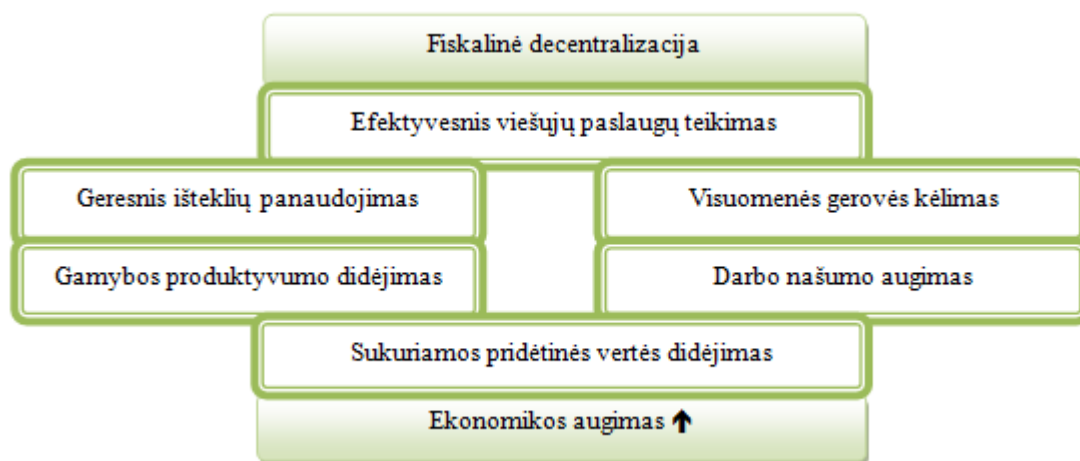 Fiskalinė decentralizacija
Efektyvesnis viešųjų paslaugų teikimas
Geresnis išteklių panaudojimas
Visuomenės gerovės kėlimas
Gamybos produktyvumo didėjimas
Darbo našumo augimas
Sukuriamos pridėtinės vertės didėjimas
Ekonomikos augimas 🡹